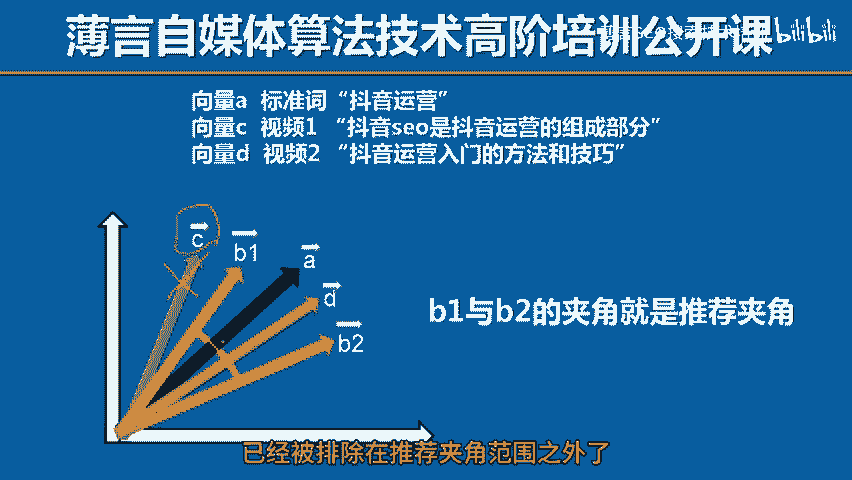 薄言自媒体算法技术高阶培训公开课
bilibili
向量a 标准词“抖音运营”
向量c 视频1 “抖音seo是抖音运营的组成部分”
向量d 视频2 “抖音运营入门的方法和技巧”
c
b1
a
d
b2
b1与b2的夹角就是推荐夹角
已经被排除在推荐夹角范围之外了